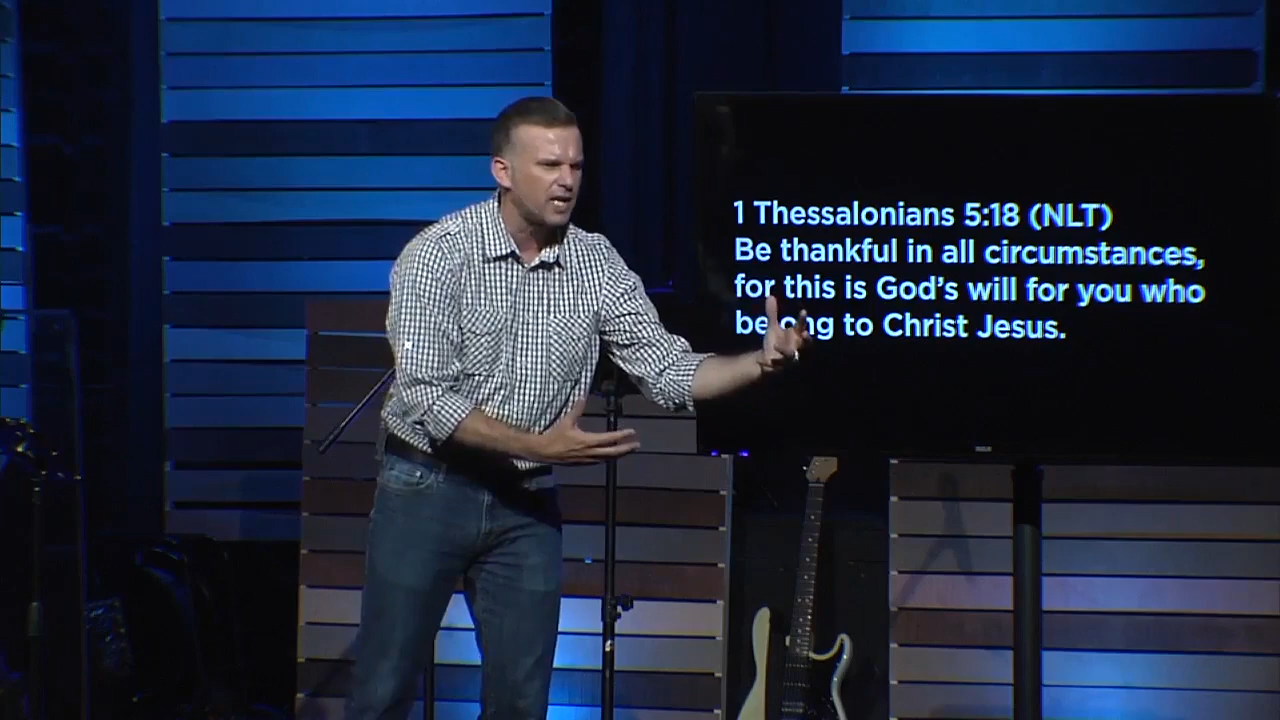 1 Thessalonians 5:18 (NLT)
Be thankful in all circumstances,
for this is God's will for you who
belong to Christ Jesus.